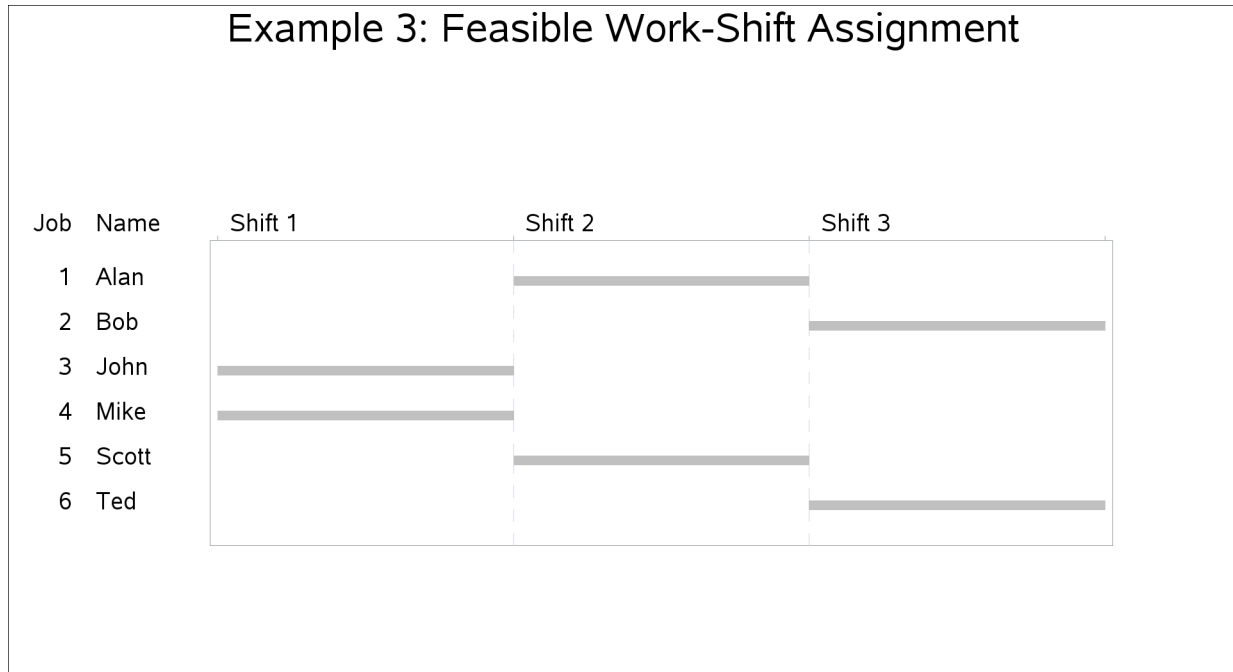 Example 3: Feasible Work-Shift Assignment
Job Name Shift 1 Shift 2 Shift 3
1 Alan
2 Bob
3 John
4 Mike
5 Scott
6 Ted